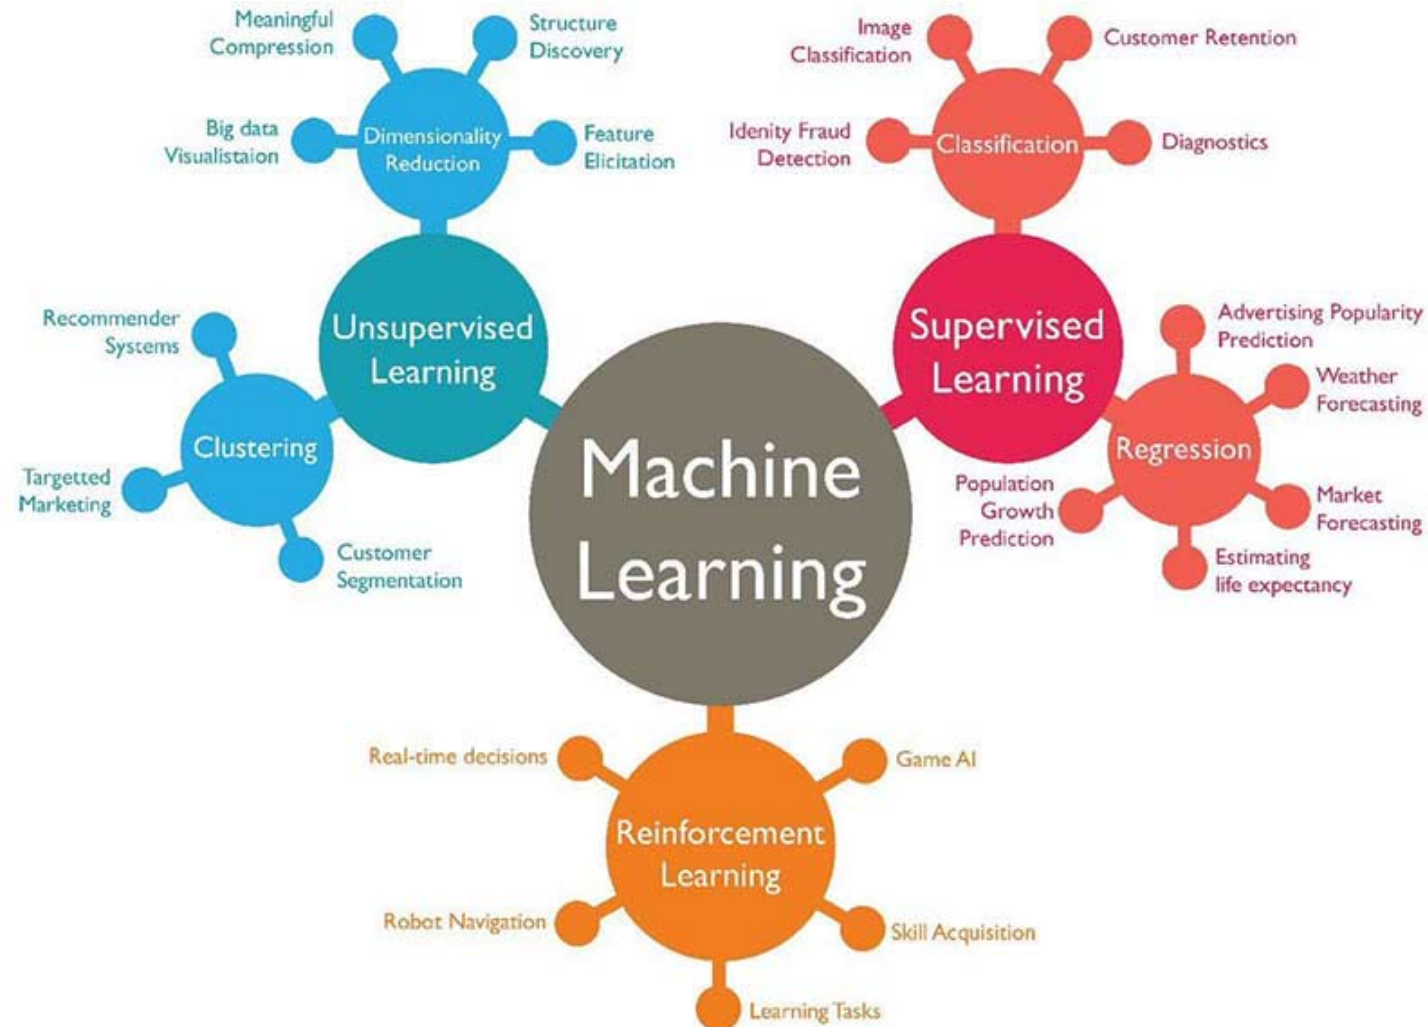 Meaningful
Compression
Structure
Discovery
Big data
Visualistaion
Dimensionality
Reduction
Feature
Elicitation
Image
Classification
Customer Retention
Idenity Fraud
Detection
Classification
Diagnostics
Recommender
Systems
Unsupervised
Learning
Clustering
Targetted
Marketing
Customer
Segmentation
Machine
Learning
Supervised
Learning
Advertising Popularity
Prediction
Weather
Forecasting
Regression
Population
Growth
Prediction
Market
Forecasting
Estimating
life expectancy
Real-time decisions
Game AI
Reinforcement
Learning
Robot Navigation
Skill Acquisition
Learning Tasks